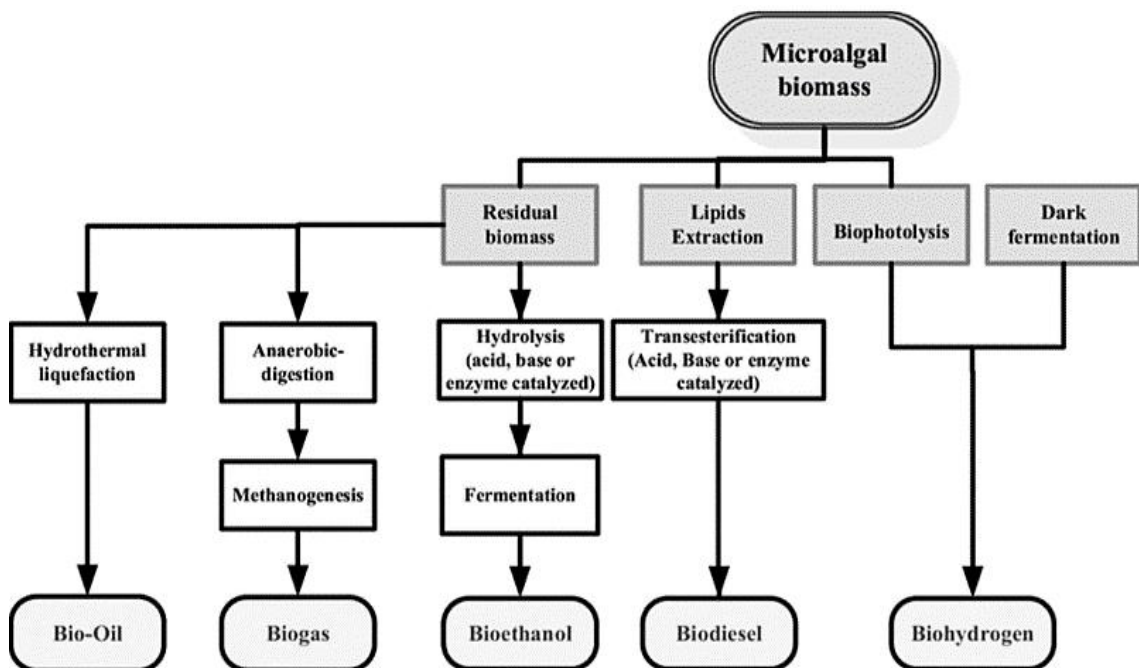 Microalgal
biomass
Residual
biomass
Lipids
Extraction
Biophotolysis
Dark
fermentation
Hydrothermal
liquefaction
Anaerobic-
digestion
Hydrolysis
(acid, base or
enzyme catalyzed)
Transesterification
(Acid, Base or enzyme
catalyzed)
Methanogenesis
Fermentation
Bio-Oil
Biogas
Bioethanol
Biodiesel
Biohydrogen